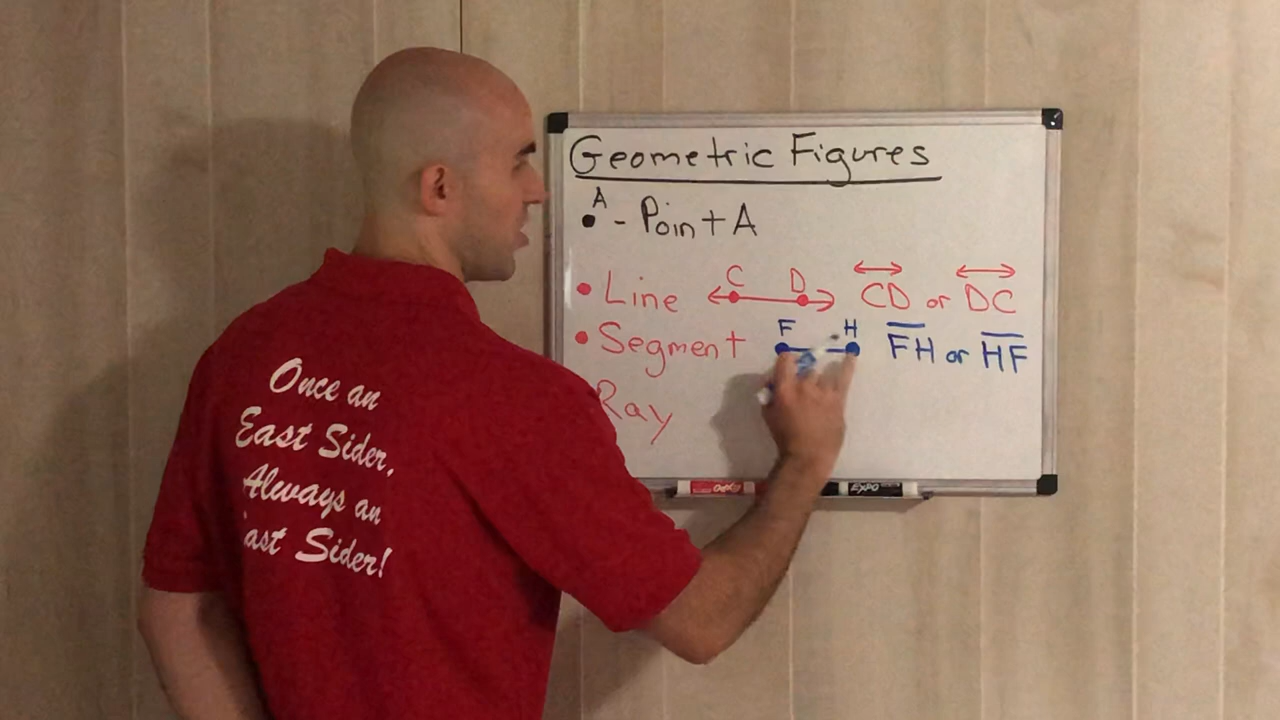 Geometric Figures
A
• - Point A
• Line C D CD or DC
• Segment F H FH or HF
Ray
Once an
East Sider,
Always an
ast Sider!
EXPO EXPO